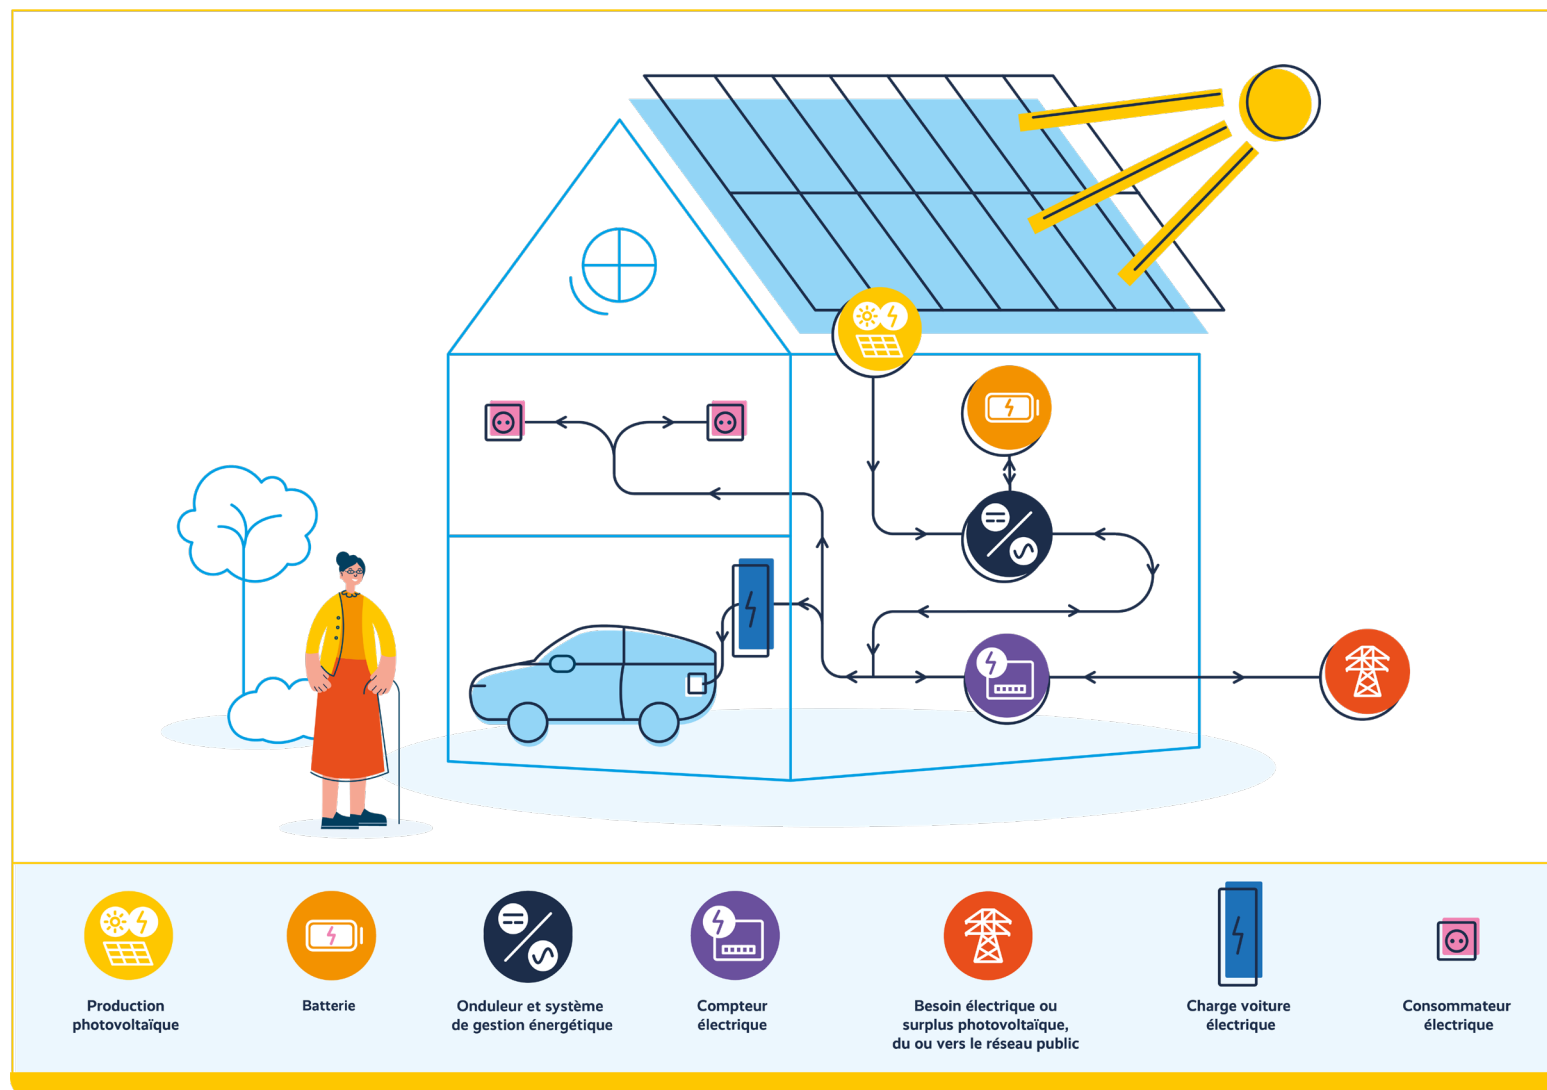 Production
photovoltaïque
Batterie
Onduleur et système
de gestion énergétique
Compteur
électrique
Besoin électrique ou
surplus photovoltaïque,
du ou vers le réseau public
Charge voiture
électrique
Consommateur
électrique